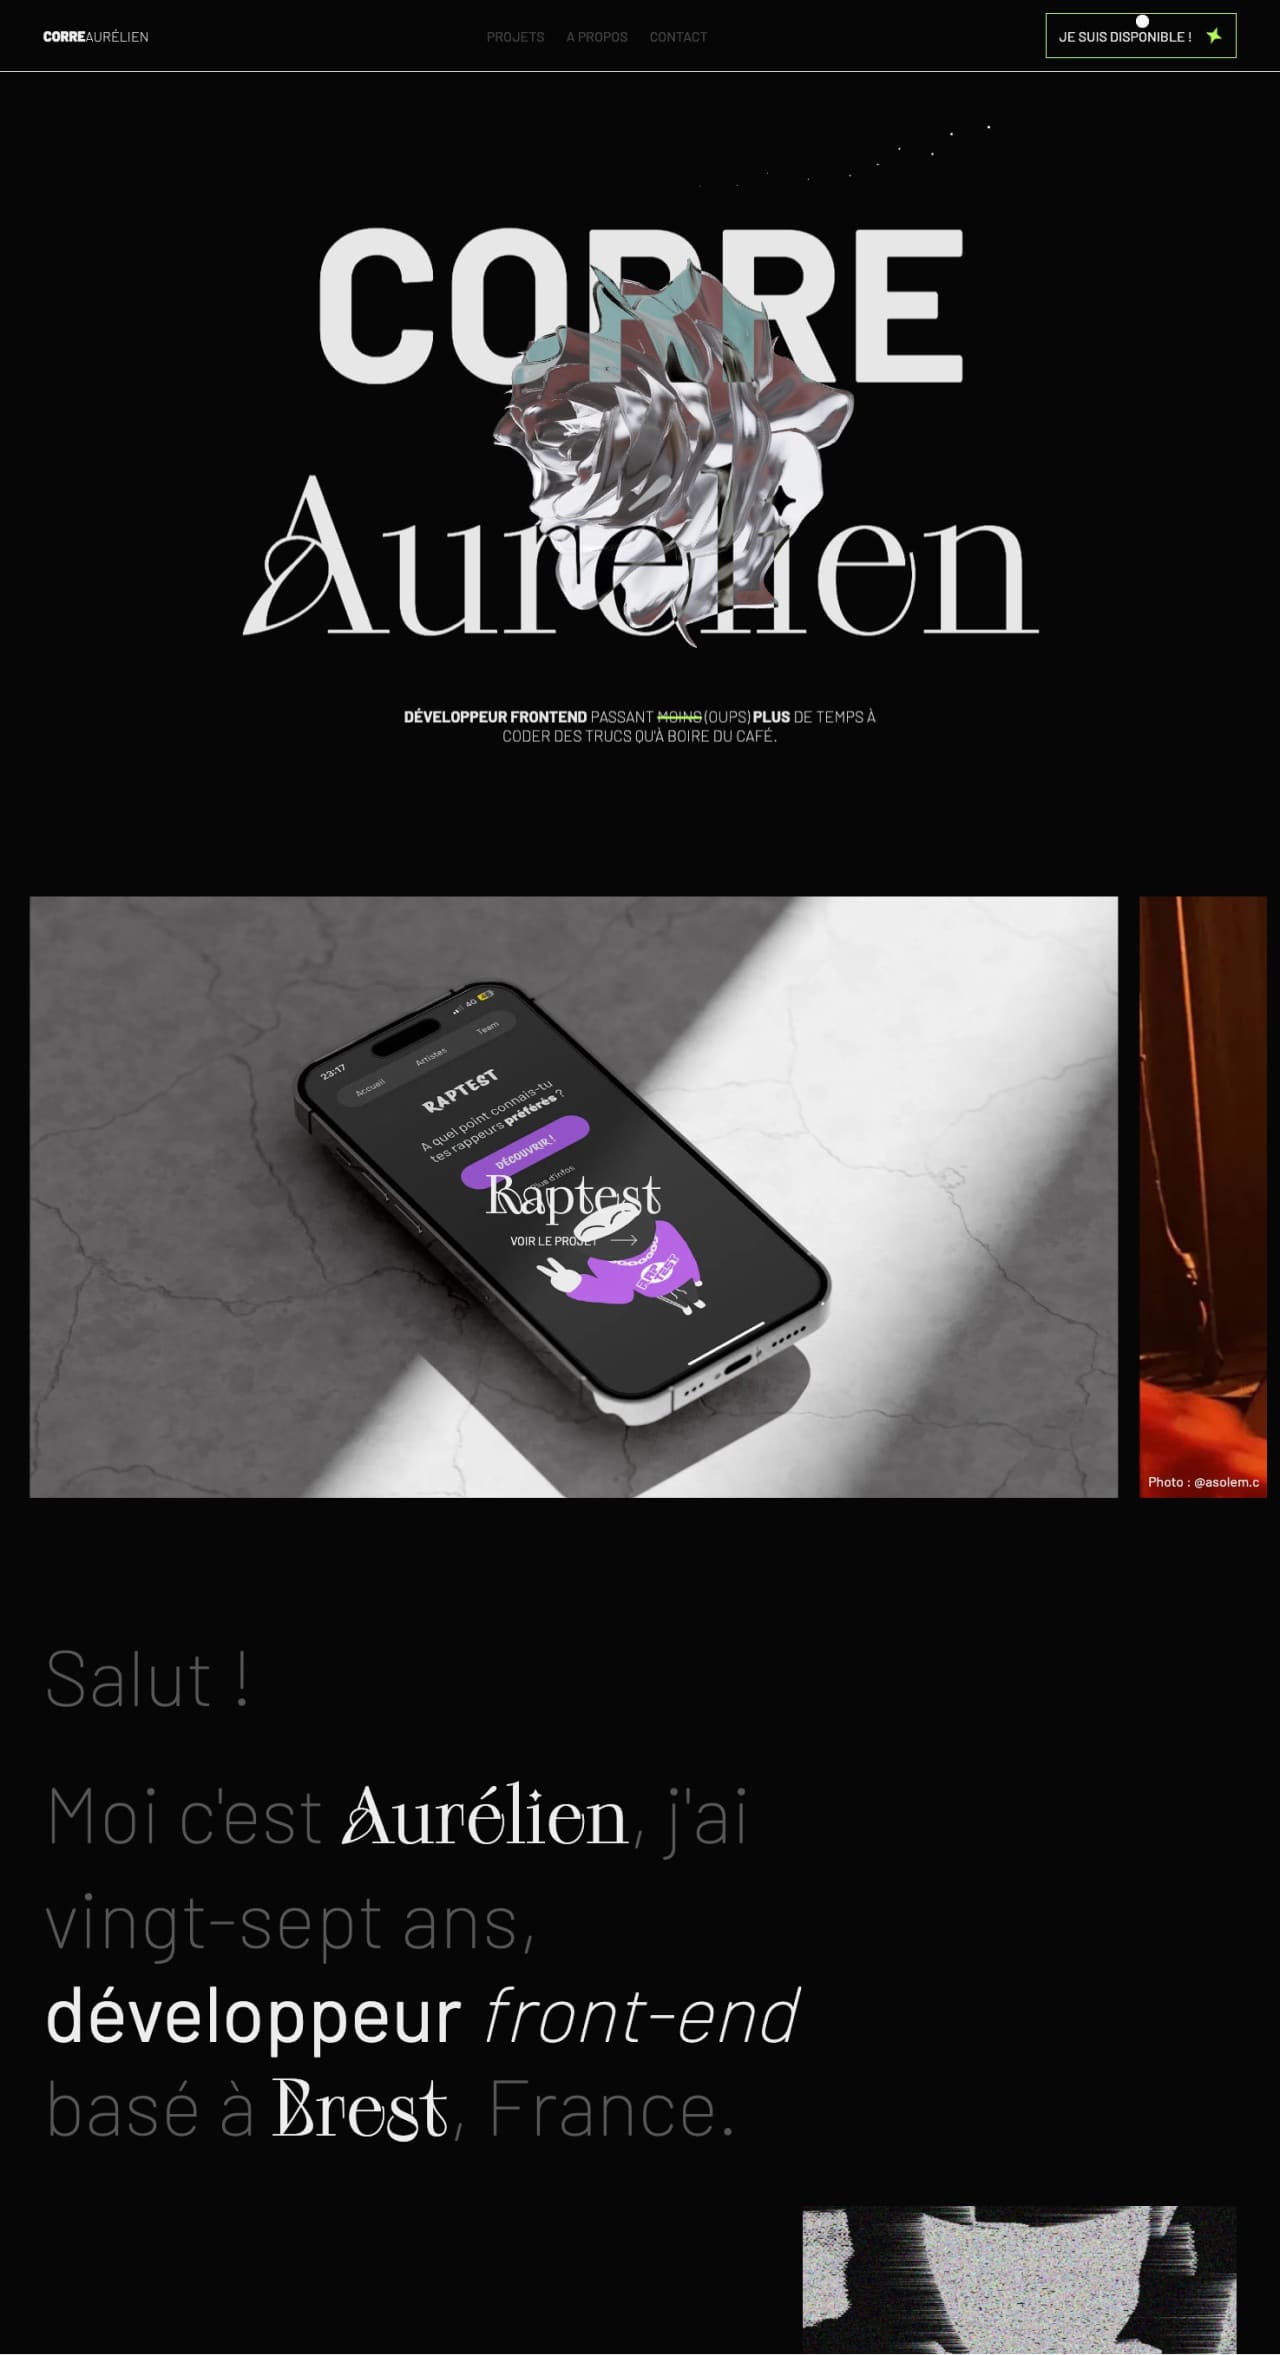 CORREAURÉLIEN
PROJETS A PROPOS CONTACT
JE SUIS DISPONIBLE !
CORRE
Aurélien
DÉVELOPPEUR FRONTEND PASSANT MOINS (OUPS) PLUS DE TEMPS À
CODER DES TRUCS QU'À BOIRE DU CAFÉ.
23:17
4G
Accueil Artistes Team
RAPTEST
A quel point connais-tu
tes rappeurs préférés ?
DÉCOUVRIR !
Plus d'infos
Raptest
VOIR LE PROJET
Photo : @asolem.c
Salut !
Moi c'est Aurélien, j'ai
vingt-sept ans,
développeur front-end
basé à Brest, France.